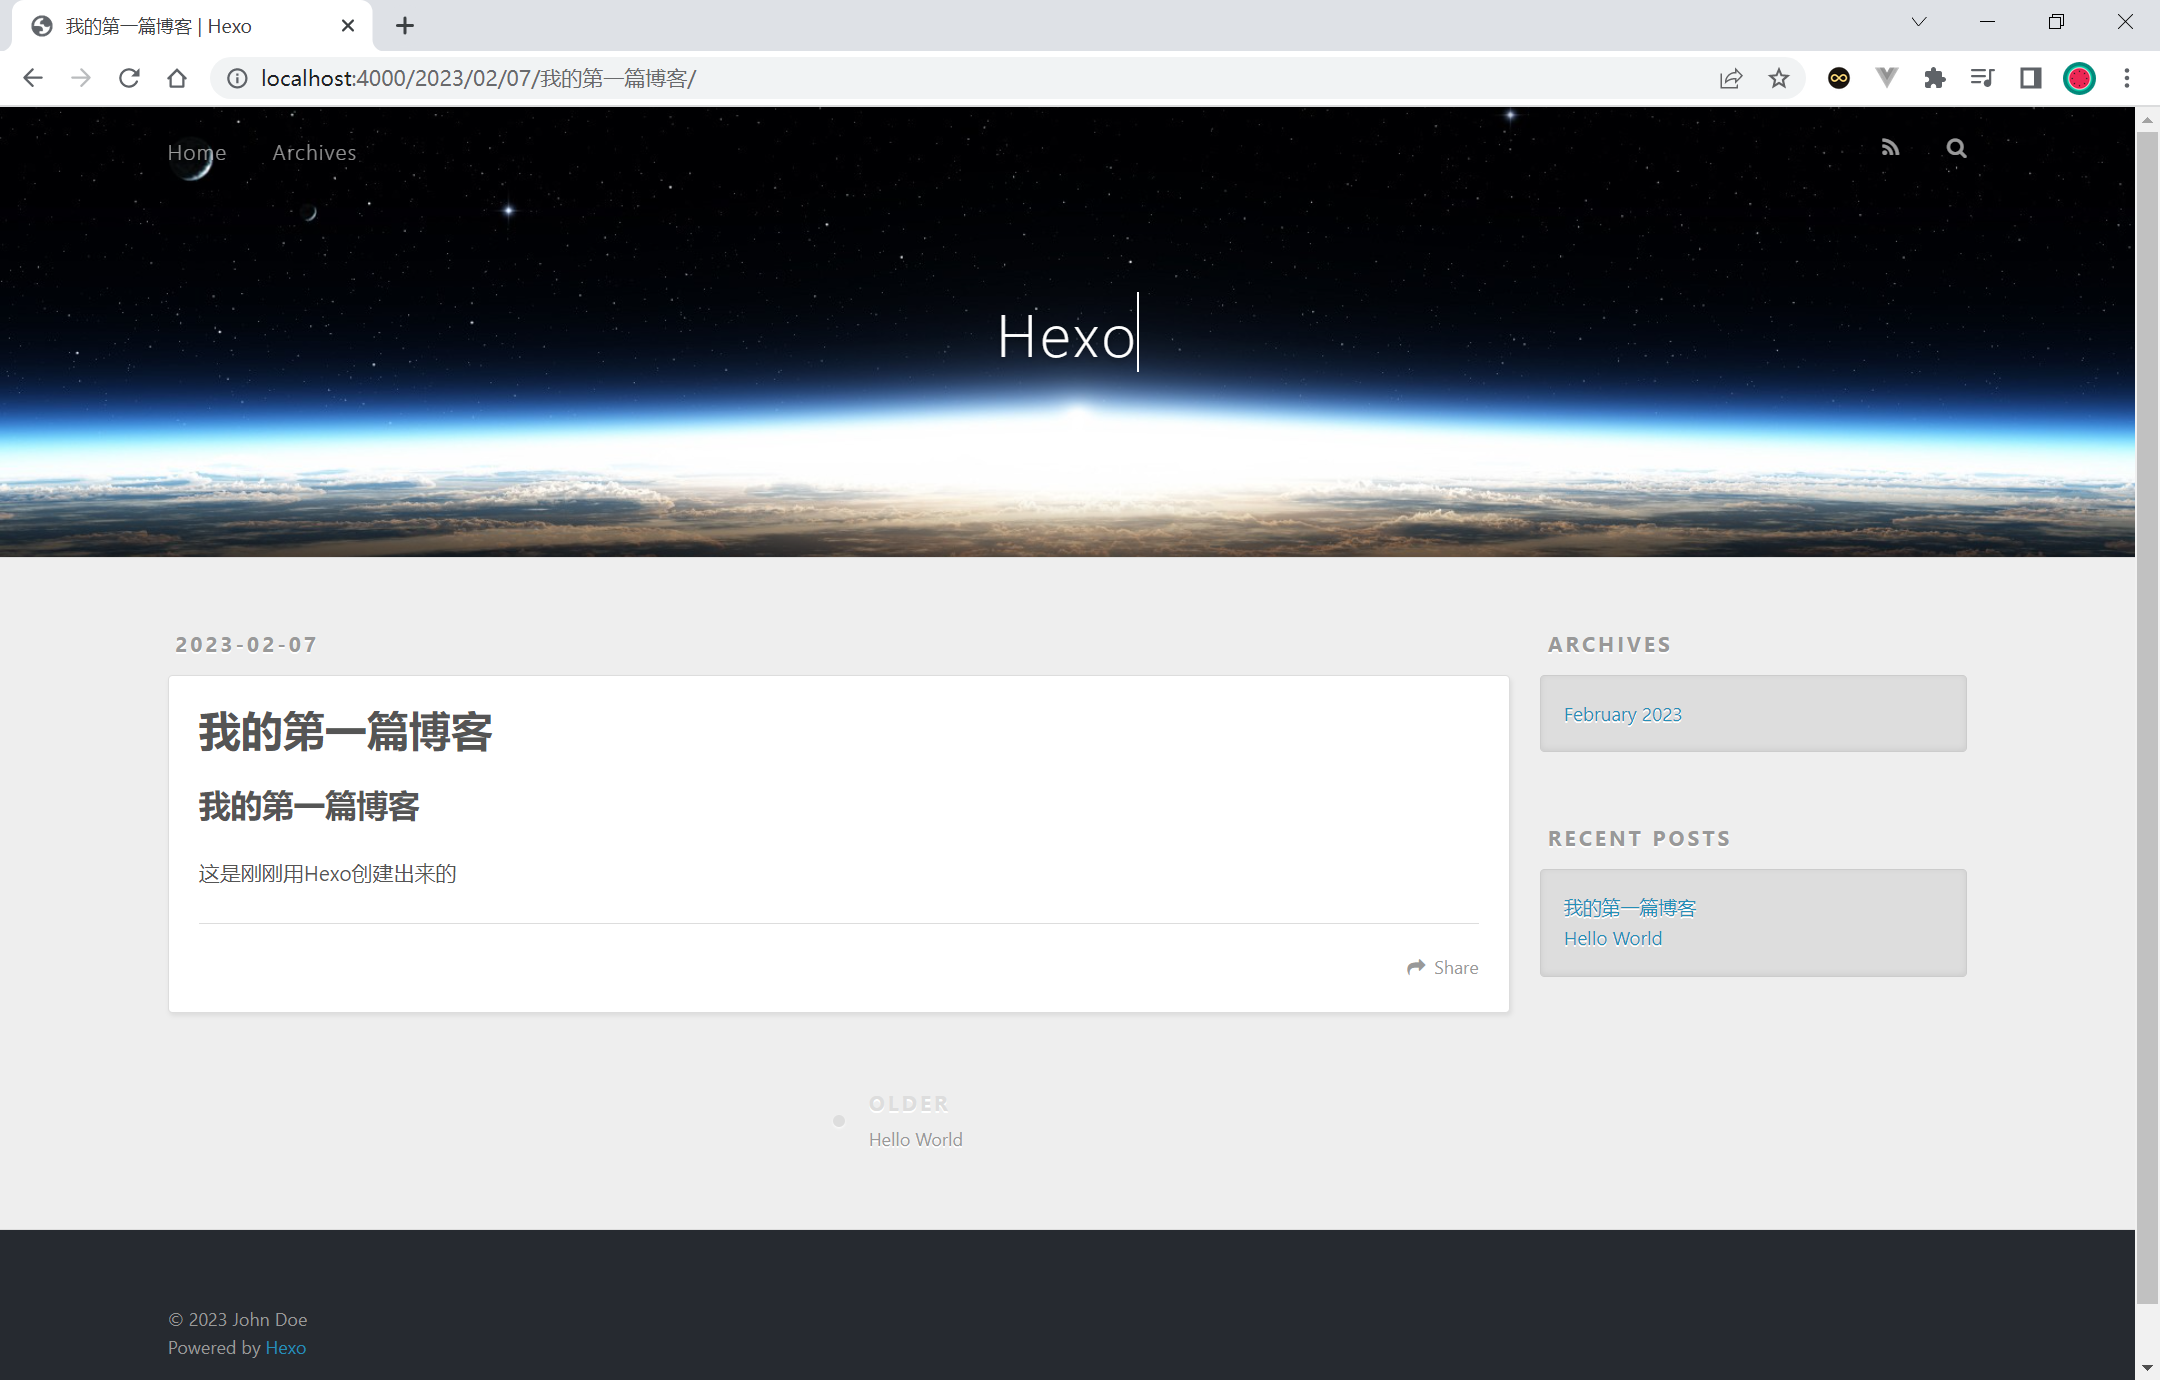 我的第一篇博客 | Hexo
localhost:4000/2023/02/07/我的第一篇博客/
Home Archives
Hexo
2023-02-07
我的第一篇博客
我的第一篇博客
这是刚刚用Hexo创建出来的
Share
OLDER
Hello World
ARCHIVES
February 2023
RECENT POSTS
我的第一篇博客
Hello World
© 2023 John Doe
Powered by Hexo